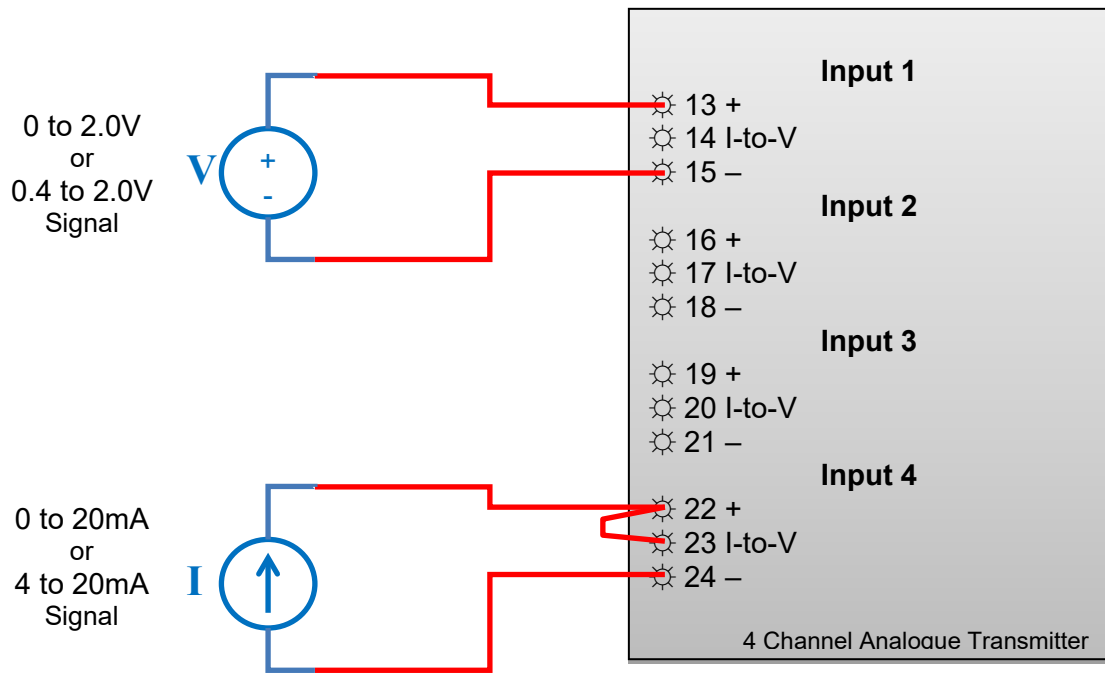 0 to 2.0V
or
0.4 to 2.0V
Signal
V
+
-
Input 1
13 +
14 I-to-V
15 –
Input 2
16 +
17 I-to-V
18 –
Input 3
19 +
20 I-to-V
21 –
Input 4
22 +
23 I-to-V
24 –
0 to 20mA
or
4 to 20mA
Signal
I
4 Channel Analogue Transmitter